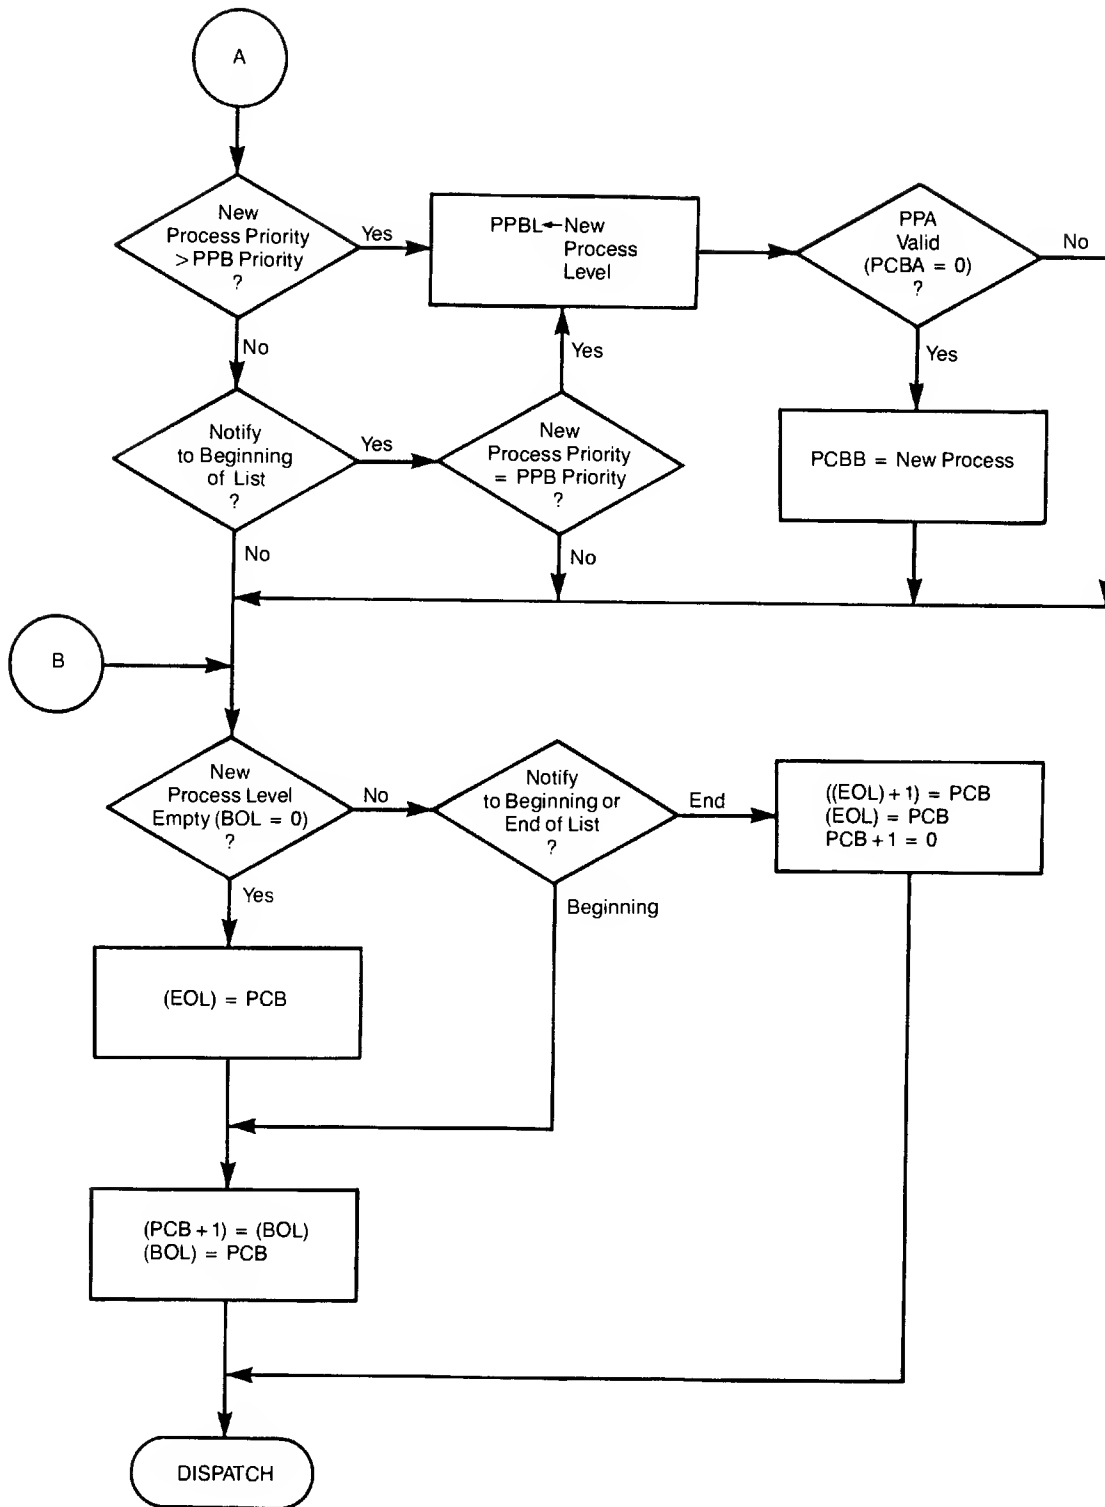 A
New
Process Priority
> PPB Priority
?
Yes
PPBL←New
Process
Level
PPA
Valid
(PCBA = 0)
?
No
No
Yes
Yes
Notify
to Beginning
of List
?
Yes
New
Process Priority
= PPB Priority
?
PCBB = New Process
No
No
B
New
Process Level
Empty (BOL = 0)
?
No
Notify
to Beginning or
End of List
?
End
((EOL)+1) = PCB
(EOL) = PCB
PCB+1 = 0
Yes
Beginning
(EOL) = PCB
(PCB+1) = (BOL)
(BOL) = PCB
DISPATCH